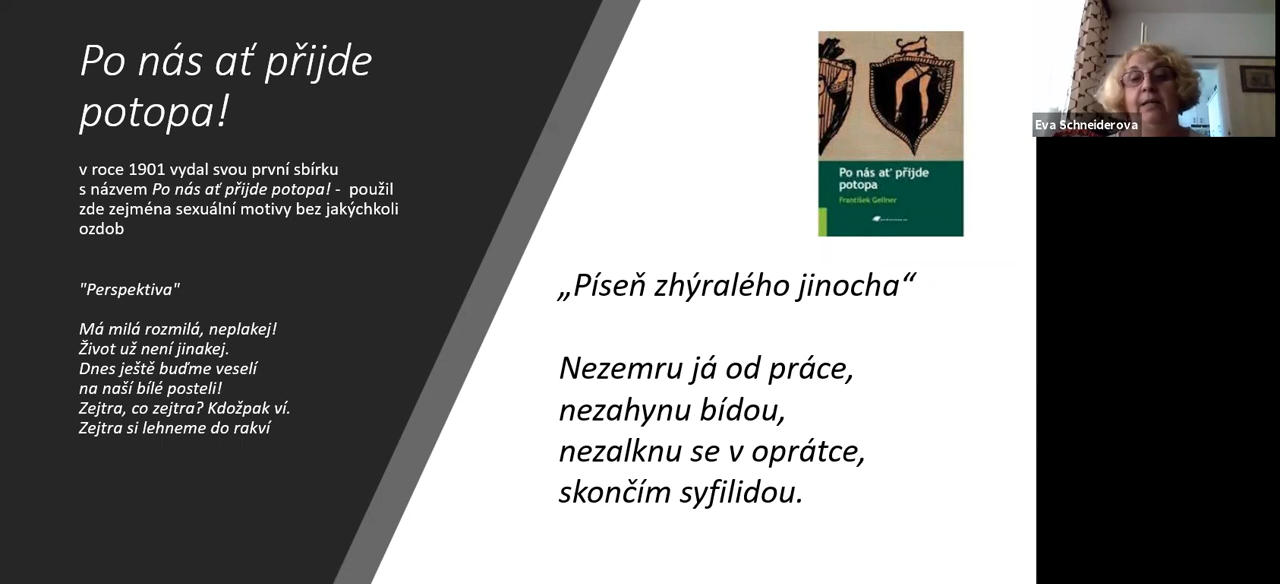 Po nás ať přijde
potopa!
v roce 1901 vydal svou první sbírku
s názvem Po nás ať přijde potopa! - použil
zde zejména sexuální motivy bez jakýchkoli
ozdob
"Perspektiva"
Má milá rozmilá, neplakej!
Život už není jinakej.
Dnes ještě buďme veselí
na naší bílé posteli!
Zejtra, co zejtra? Kdožpak ví.
Zejtra si lehneme do rakví
Po nás ať přijde
potopa
František Gellner
„Píseň zhýralého jinocha“
Nezemru já od práce,
nezahynu bídou,
nezalknu se v oprátce,
skončím syfilidou.
Eva Schneiderova